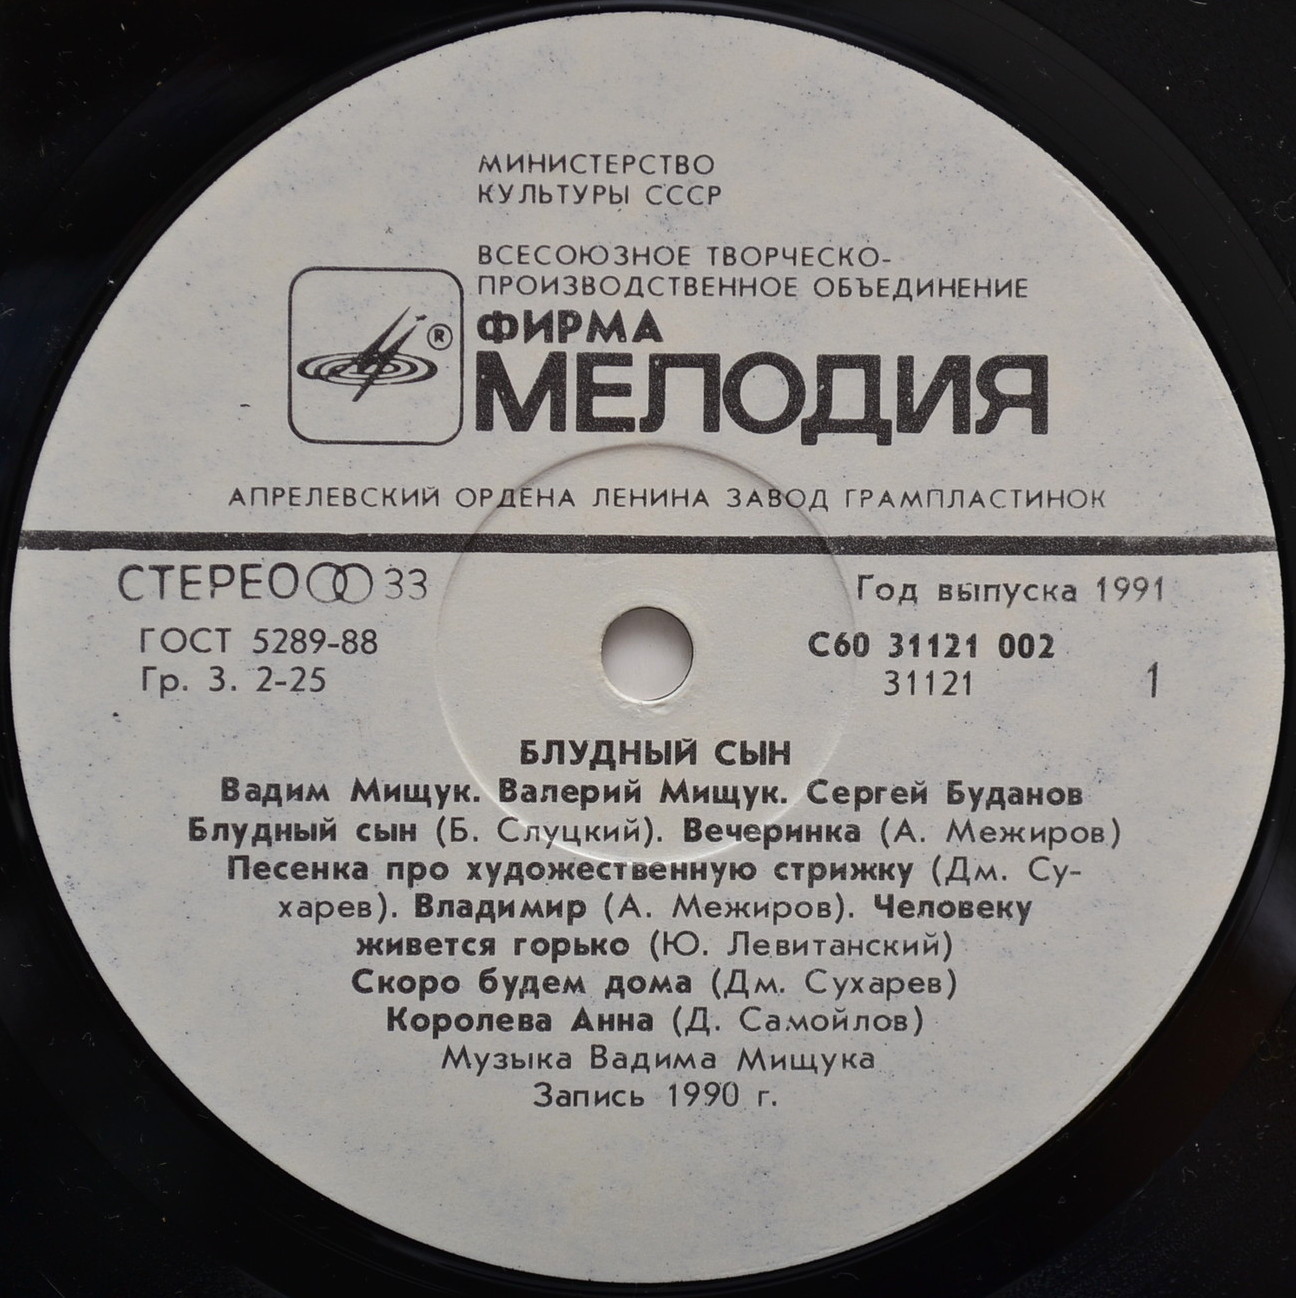 МИНИСТЕРСТВО
КУЛЬТУРЫ СССР
ВСЕСОЮЗНОЕ ТВОРЧЕСКО-
ПРОИЗВОДСТВЕННОЕ ОБЪЕДИНЕНИЕ
ФИРМА
®
МЕЛОДИЯ
АПРЕЛЕВСКИЙ ОРДЕНА ЛЕНИНА ЗАВОД ГРАМПЛАСТИНОК
СТЕРЕО 33 Год выпуска 1991
ГОСТ 5289-88 С60 31121 002
Гр. 3. 2-25 31121 1
БЛУДНЫЙ СЫН
Вадим Мищук. Валерий Мищук. Сергей Буданов
Блудный сын (Б. Слуцкий). Вечеринка (А. Межиров)
Песенка про художественную стрижку (Дм. Су-
харев). Владимир (А. Межиров). Человеку
живется горько (Ю. Левитанский)
Скоро будем дома (Дм. Сухарев)
Королева Анна (Д. Самойлов)
Музыка Вадима Мищука
Запись 1990 г.